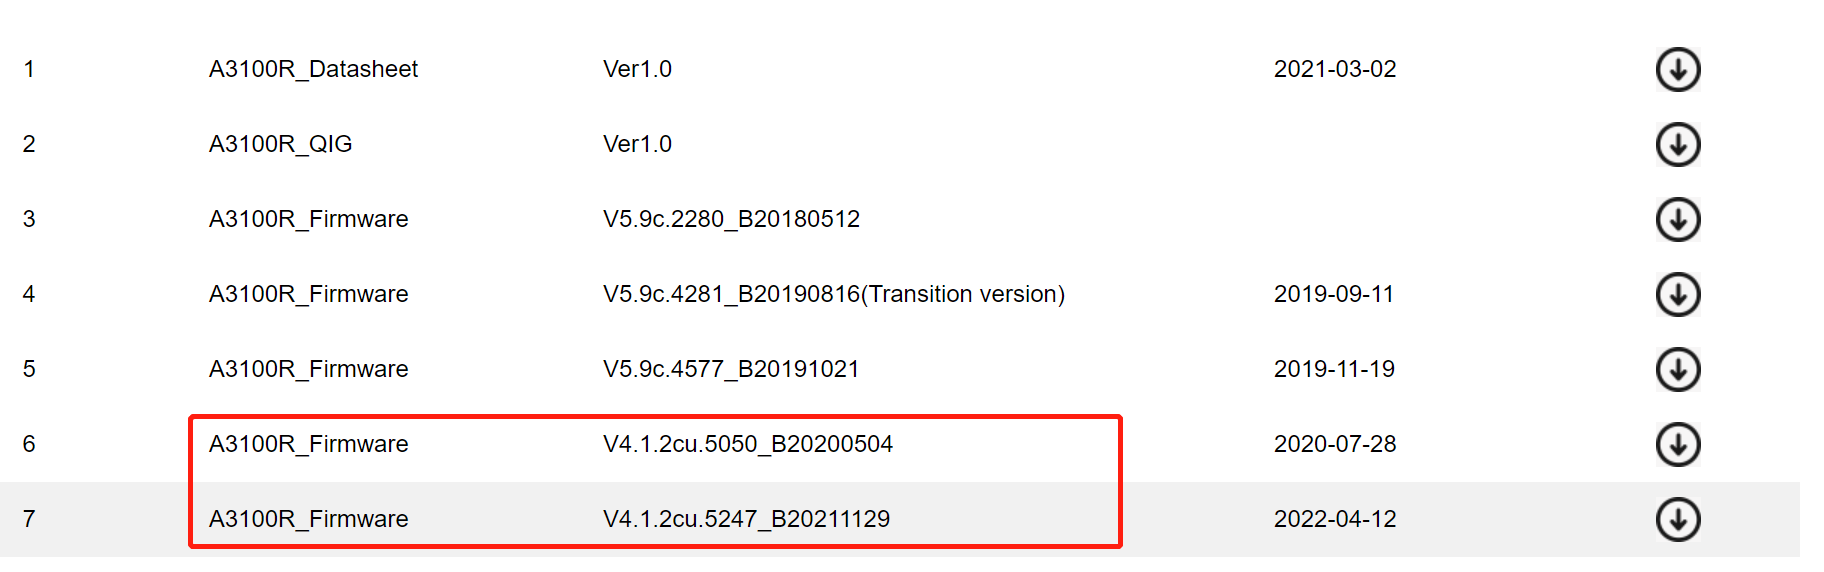 1 A3100R_Datasheet Ver1.0 2021-03-02
2 A3100R_QIG Ver1.0
3 A3100R_Firmware V5.9c.2280_B20180512
4 A3100R_Firmware V5.9c.4281_B20190816(Transition version) 2019-09-11
5 A3100R_Firmware V5.9c.4577_B20191021 2019-11-19
6 A3100R_Firmware V4.1.2cu.5050_B20200504 2020-07-28
7 A3100R_Firmware V4.1.2cu.5247_B20211129 2022-04-12